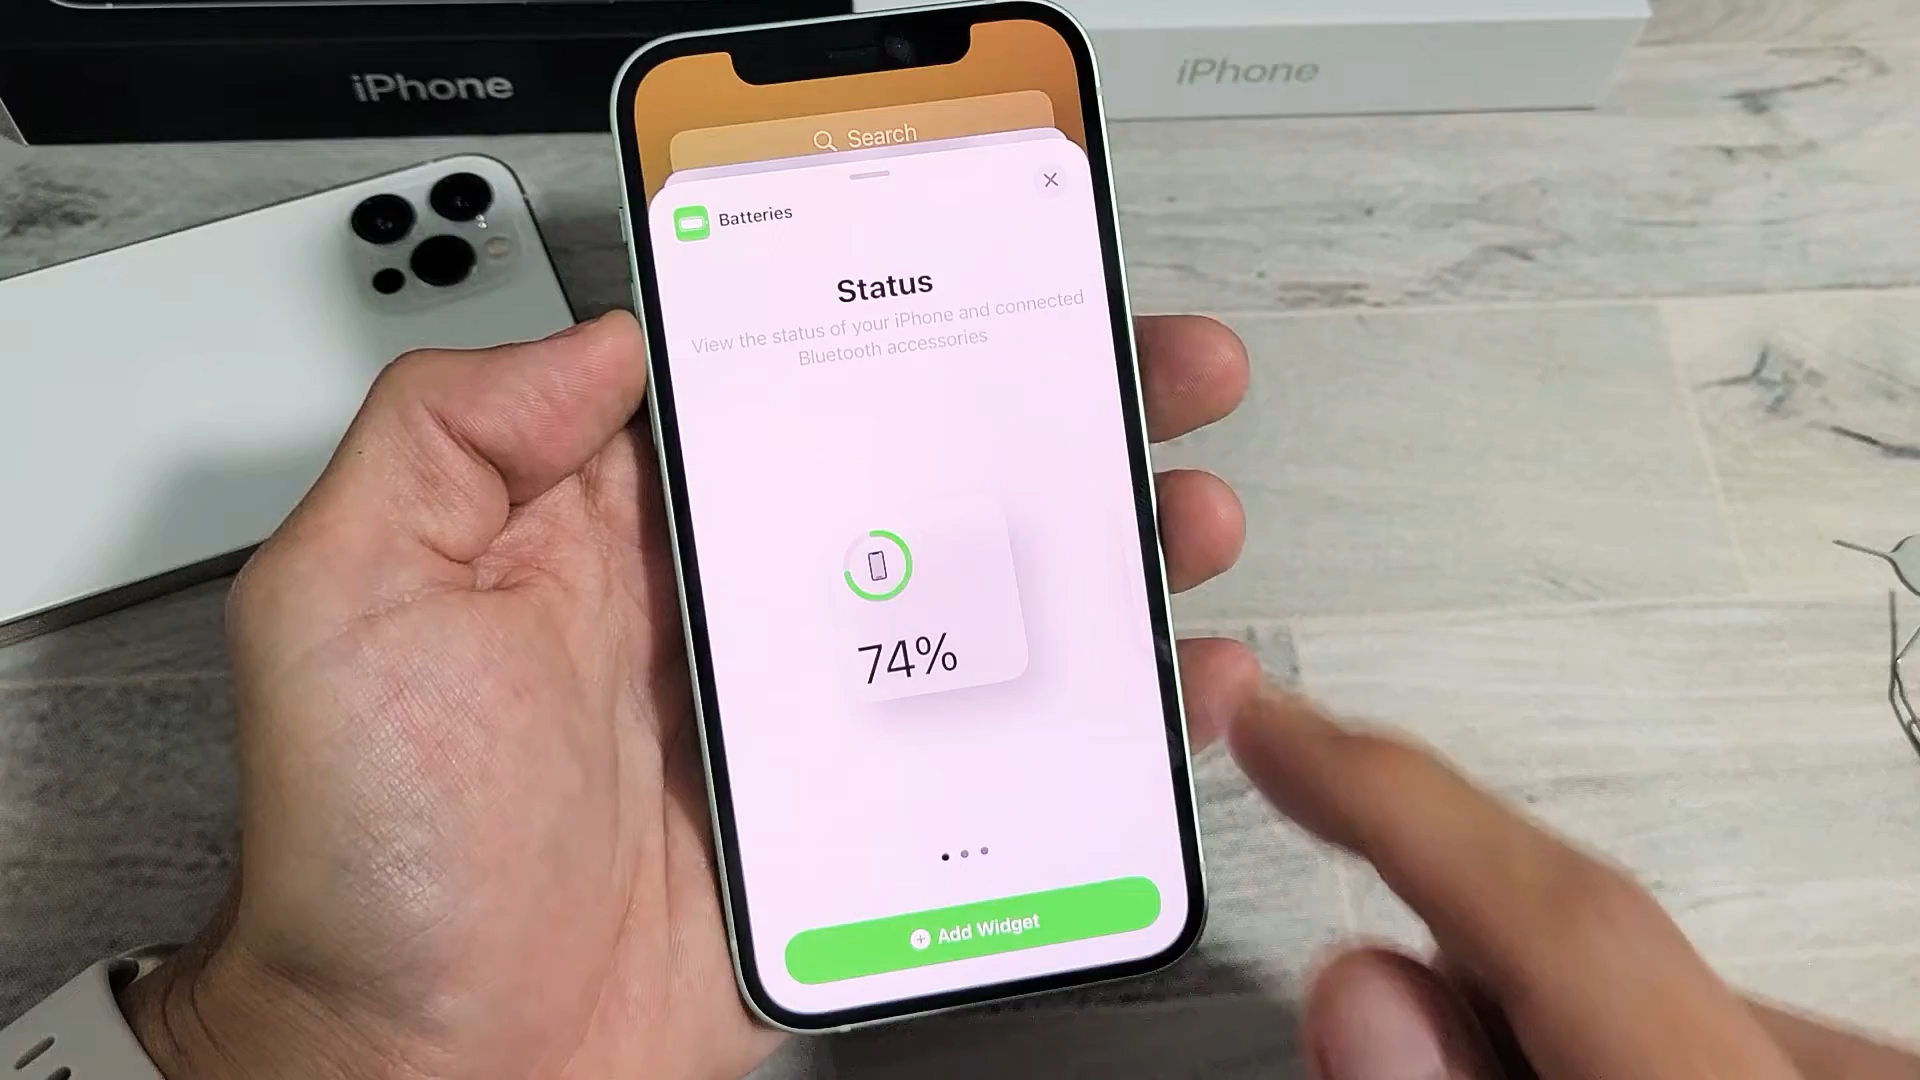 iPhone
iPhone
Search
Batteries
Status
View the status of your iPhone and connected
Bluetooth accessories
74%
Add Widget